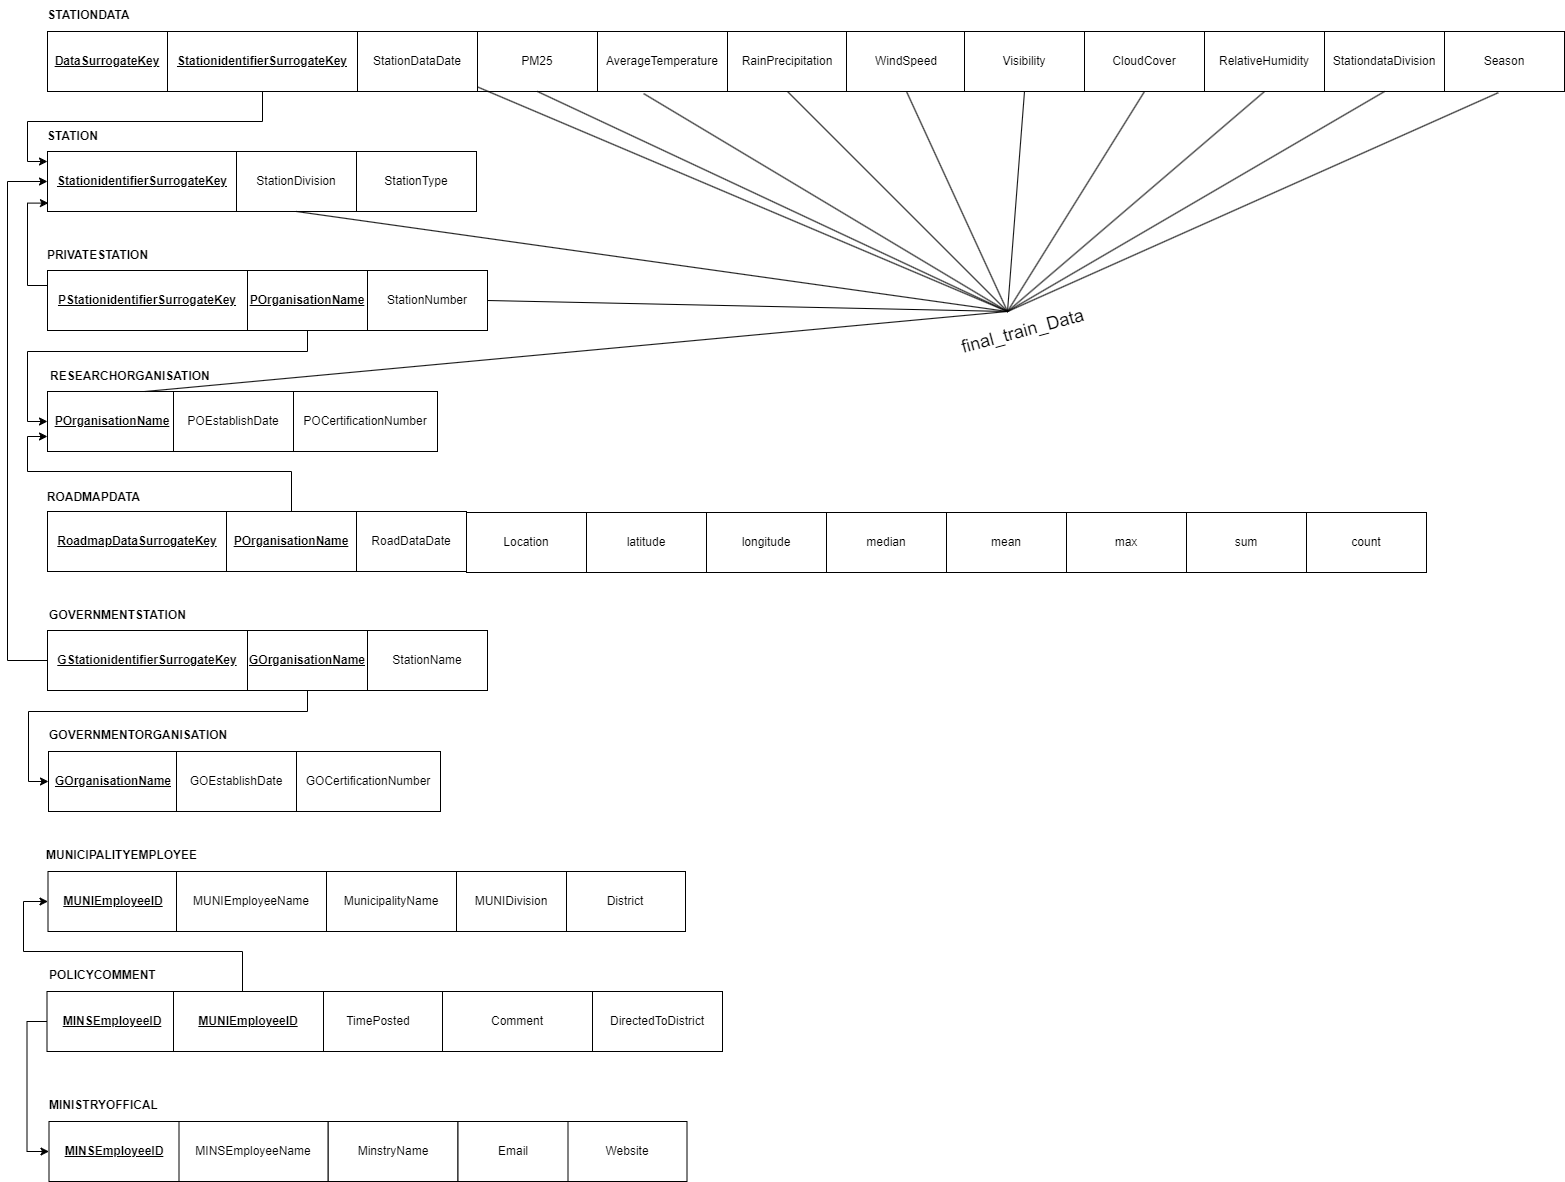 STATIONDATA
DataSurrogateKey StationidentifierSurrogateKey StationDataDate PM25 AverageTemperature RainPrecipitation WindSpeed Visibility CloudCover RelativeHumidity StationdataDivision Season
STATION
StationidentifierSurrogateKey StationDivision StationType
PRIVATESTATION
PStationidentifierSurrogateKey POrganisationName StationNumber
final_train_Data
RESEARCHORGANISATION
POrganisationName POEstablishDate POCertificationNumber
ROADMAPDATA
RoadmapDataSurrogateKey POrganisationName RoadDataDate Location latitude longitude median mean max sum count
GOVERNMENTSTATION
GStationidentifierSurrogateKey GOrganisationName StationName
GOVERNMENTORGANISATION
GOrganisationName GOEstablishDate GOCertificationNumber
MUNICIPALITYEMPLOYEE
MUNIEmployeeID MUNIEmployeeName MunicipalityName MUNIDivision District
POLICYCOMMENT
MINSEmployeeID MUNIEmployeeID TimePosted Comment DirectedToDistrict
MINISTRYOFFICAL
MINSEmployeeID MINSEmployeeName MinstryName Email Website